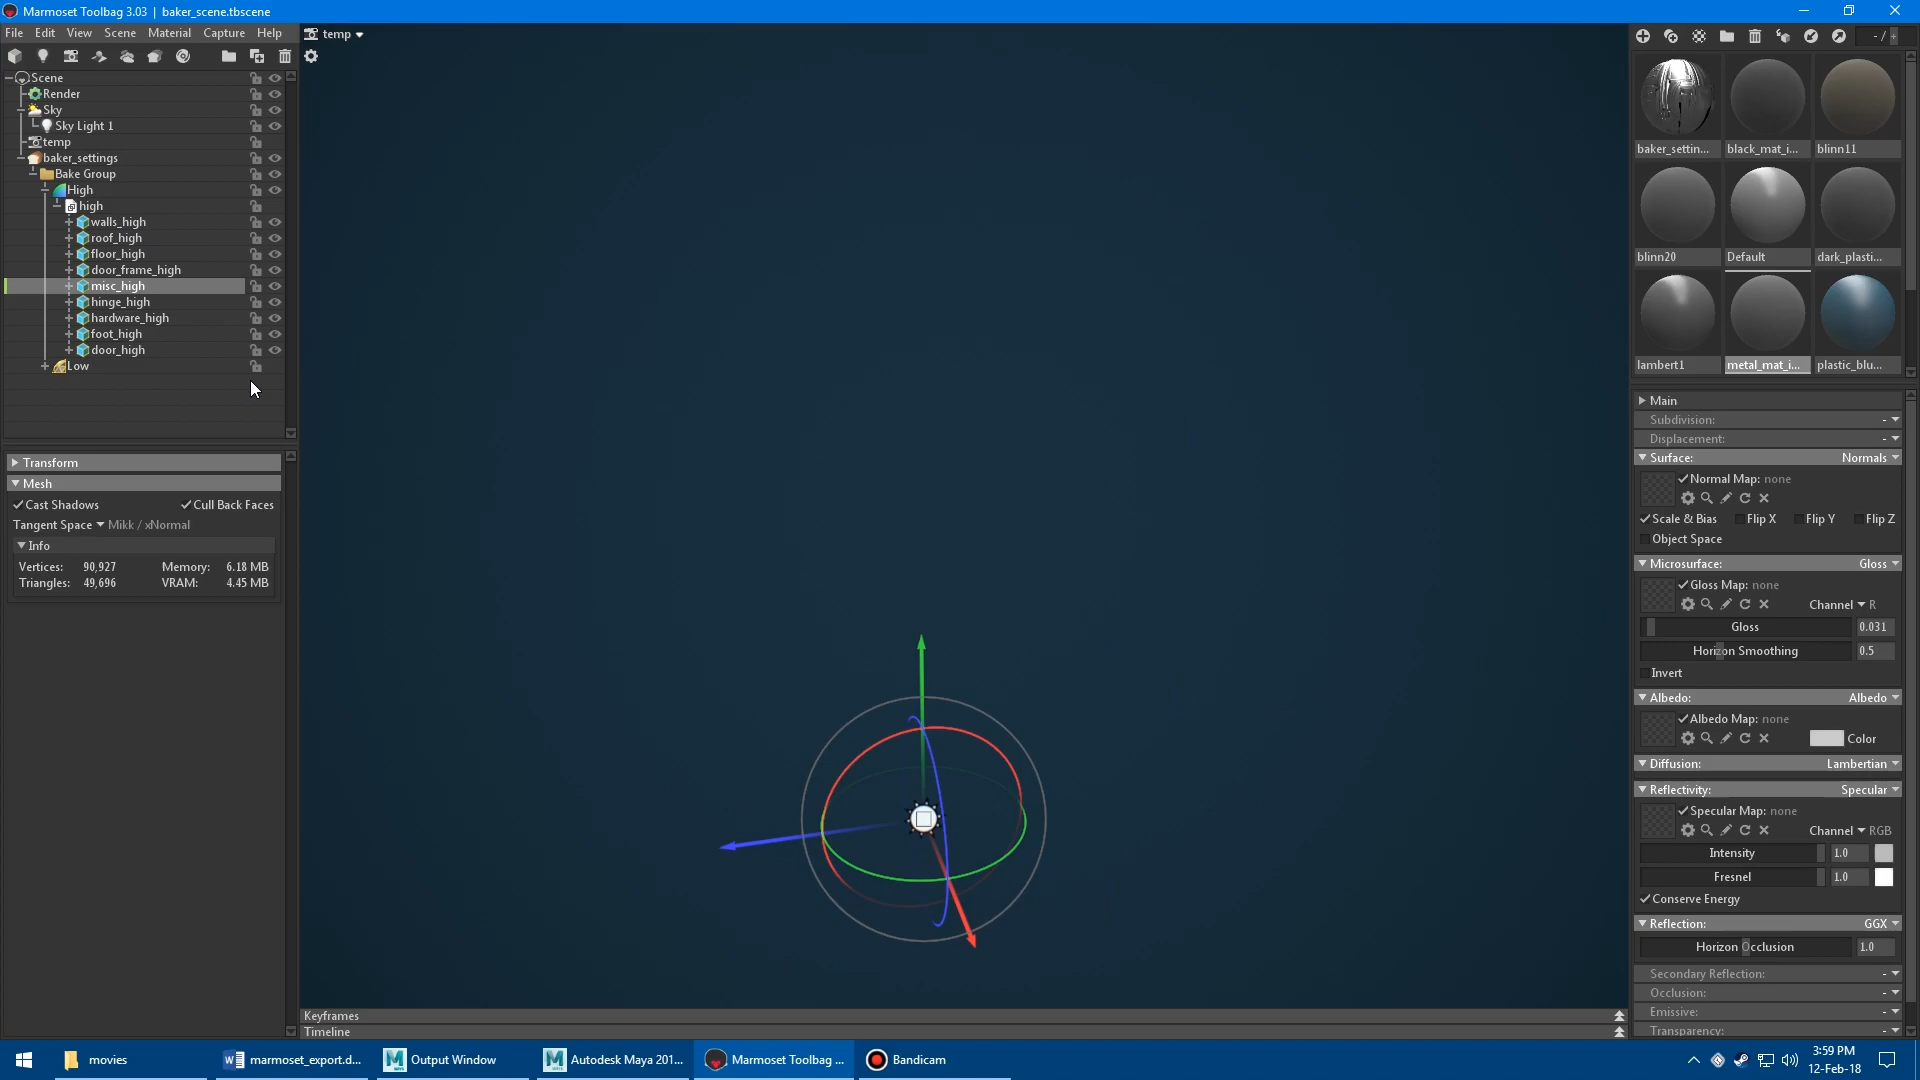 Marmoset Toolbag 3.03 | baker_scene.tbscene
File Edit View Scene Material Capture Help
temp
- / +
Scene
Render
Sky
Sky Light 1
temp
baker_settings
Bake Group
High
high
walls_high
roof_high
floor_high
door_frame_high
misc_high
hinge_high
hardware_high
foot_high
door_high
Low
Transform
Mesh
Cast Shadows Cull Back Faces
Tangent Space Mikk / xNormal
Info
Vertices: 90,927 Memory: 6.18 MB
Triangles: 49,696 VRAM: 4.45 MB
baker_settin... black_mat_i... blinn11
blinn20 Default dark_plasti...
lambert1 metal_mat_i... plastic_blu...
Main
Subdivision: -
Displacement: -
Surface: Normals
Normal Map: none
Scale & Bias Flip X Flip Y Flip Z
Object Space
Microsurface: Gloss
Gloss Map: none
Channel R
Gloss 0.031
Horizon Smoothing 0.5
Invert
Albedo: Albedo
Albedo Map: none
Color
Diffusion: Lambertian
Reflectivity: Specular
Specular Map: none
Channel RGB
Intensity 1.0
Fresnel 1.0
Conserve Energy
Reflection: GGX
Horizon Occlusion 1.0
Secondary Reflection: -
Occlusion: -
Emissive: -
Transparency: -
Keyframes
Timeline
movies
marmoset_export.d...
Output Window
Autodesk Maya 201...
Marmoset Toolbag ...
Bandicam
3:59 PM
12-Feb-18